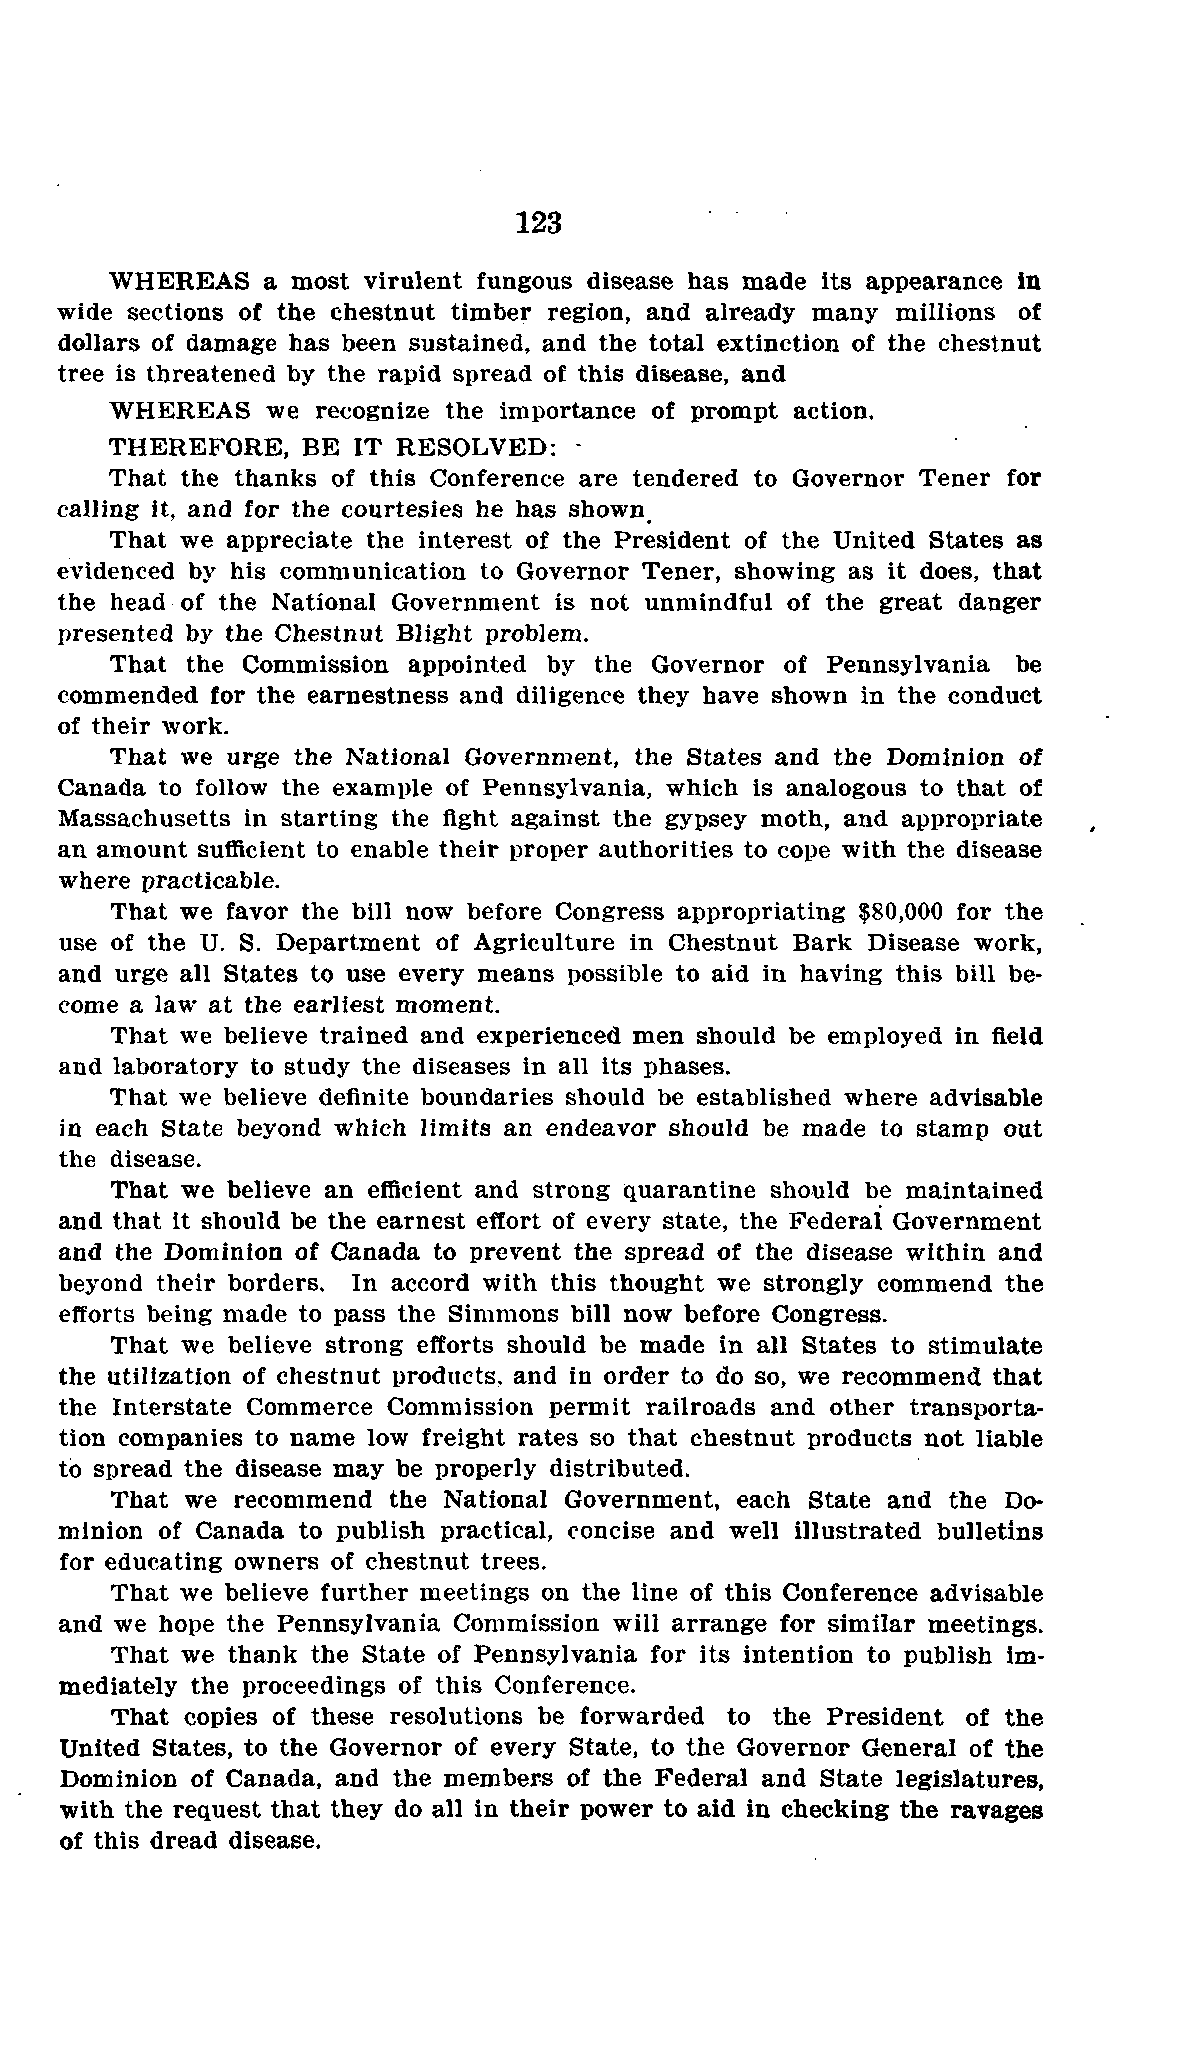 123
WHEREAS a most virulent fungous disease has made its appearance in
wide sections of the chestnut timber region, and already many millions of
dollars of damage has been sustained, and the total extinction of the chestnut
tree is threatened by the rapid spread of this disease, and
WHEREAS we recognize the importance of prompt action.
THEREFORE, BE IT RESOLVED:
That the thanks of this Conference are tendered to Governor Tener for
calling it, and for the courtesies he has shown.
That we appreciate the interest of the President of the United States as
evidenced by his communication to Governor Tener, showing as it does, that
the head of the National Government is not unmindful of the great danger
presented by the Chestnut Blight problem.
That the Commission appointed by the Governor of Pennsylvania be
commended for the earnestness and diligence they have shown in the conduct
of their work.
That we urge the National Government, the States and the Dominion of
Canada to follow the example of Pennsylvania, which is analogous to that of
Massachusetts in starting the fight against the gypsey moth, and appropriate
an amount sufficient to enable their proper authorities to cope with the disease
where practicable.
That we favor the bill now before Congress appropriating $80,000 for the
use of the U. S. Department of Agriculture in Chestnut Bark Disease work,
and urge all States to use every means possible to aid in having this bill be-
come a law at the earliest moment.
That we believe trained and experienced men should be employed in field
and laboratory to study the diseases in all its phases.
That we believe definite boundaries should be established where advisable
in each State beyond which limits an endeavor should be made to stamp out
the disease.
That we believe an efficient and strong quarantine should be maintained
and that it should be the earnest effort of every state, the Federal Government
and the Dominion of Canada to prevent the spread of the disease within and
beyond their borders. In accord with this thought we strongly commend the
efforts being made to pass the Simmons bill now before Congress.
That we believe strong efforts should be made in all States to stimulate
the utilization of chestnut products, and in order to do so, we recommend that
the Interstate Commerce Commission permit railroads and other transporta-
tion companies to name low freight rates so that chestnut products not liable
to spread the disease may be properly distributed.
That we recommend the National Government, each State and the Do-
minion of Canada to publish practical, concise and well illustrated bulletins
for educating owners of chestnut trees.
That we believe further meetings on the line of this Conference advisable
and we hope the Pennsylvania Commission will arrange for similar meetings.
That we thank the State of Pennsylvania for its intention to publish im-
mediately the proceedings of this Conference.
That copies of these resolutions be forwarded to the President of the
United States, to the Governor of every State, to the Governor General of the
Dominion of Canada, and the members of the Federal and State legislatures,
with the request that they do all in their power to aid in checking the ravages
of this dread disease.